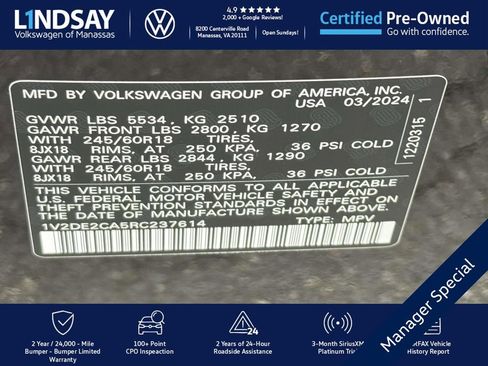 L1NDSAY
Volkswagen of Manassas
4.9 ★★★★★
2,000 + Google Reviews!
8200 Centerville Road
Manassas, VA 20111
Open Sundays!
Certified Pre-Owned
Go with confidence.
MFD BY VOLKSWAGEN GROUP OF AMERICA, INC.
USA 03/2024
GVWR LBS 5534, KG 2510
GAWR FRONT LBS 2800, KG 1270
WITH 245/60R18 TIRES,
8JX18 RIMS, AT 250 KPA, 36 PSI COLD
GAWR REAR LBS 2844, KG 1290
WITH 245/60R18 TIRES,
8JX18 RIMS, AT 250 KPA, 36 PSI COLD
THIS VEHICLE CONFORMS TO ALL APPLICABLE
U.S. FEDERAL MOTOR VEHICLE SAFETY AND
THEFT PREVENTION STANDARDS IN EFFECT ON
THE DATE OF MANUFACTURE SHOWN ABOVE.
1V2DE2CA5RC237614 TYPE: MPV
1220315 1
Manager Special
2 Year / 24,000 - Mile
Bumper - Bumper Limited
Warranty
100+ Point
CPO Inspeaction
24
2 Years of 24-Hour
Roadside Assistance
3-Month SiriusXM
Platinum
FAX Vehicle
History Report